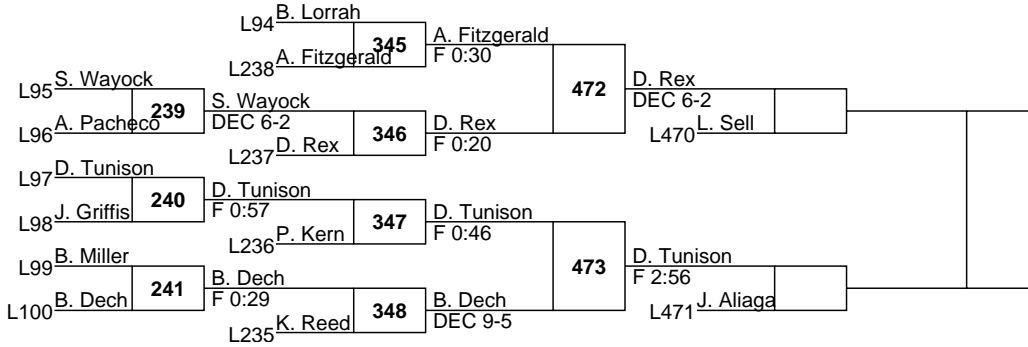 L94 B. Lorrah
345
L238 A. Fitzgerald
A. Fitzgerald
F 0:30
472
D. Rex
DEC 6-2
L470 L. Sell
L95 S. Wayock
239
L96 A. Pacheco
S. Wayock
DEC 6-2
346
L237 D. Rex
D. Rex
F 0:20
L97 D. Tunison
240
L98 J. Griffis
D. Tunison
F 0:57
347
L236 P. Kern
D. Tunison
F 0:46
473
D. Tunison
F 2:56
L471 J. Aliaga
L99 B. Miller
241
L100 B. Dech
B. Dech
F 0:29
348
L235 K. Reed
B. Dech
DEC 9-5